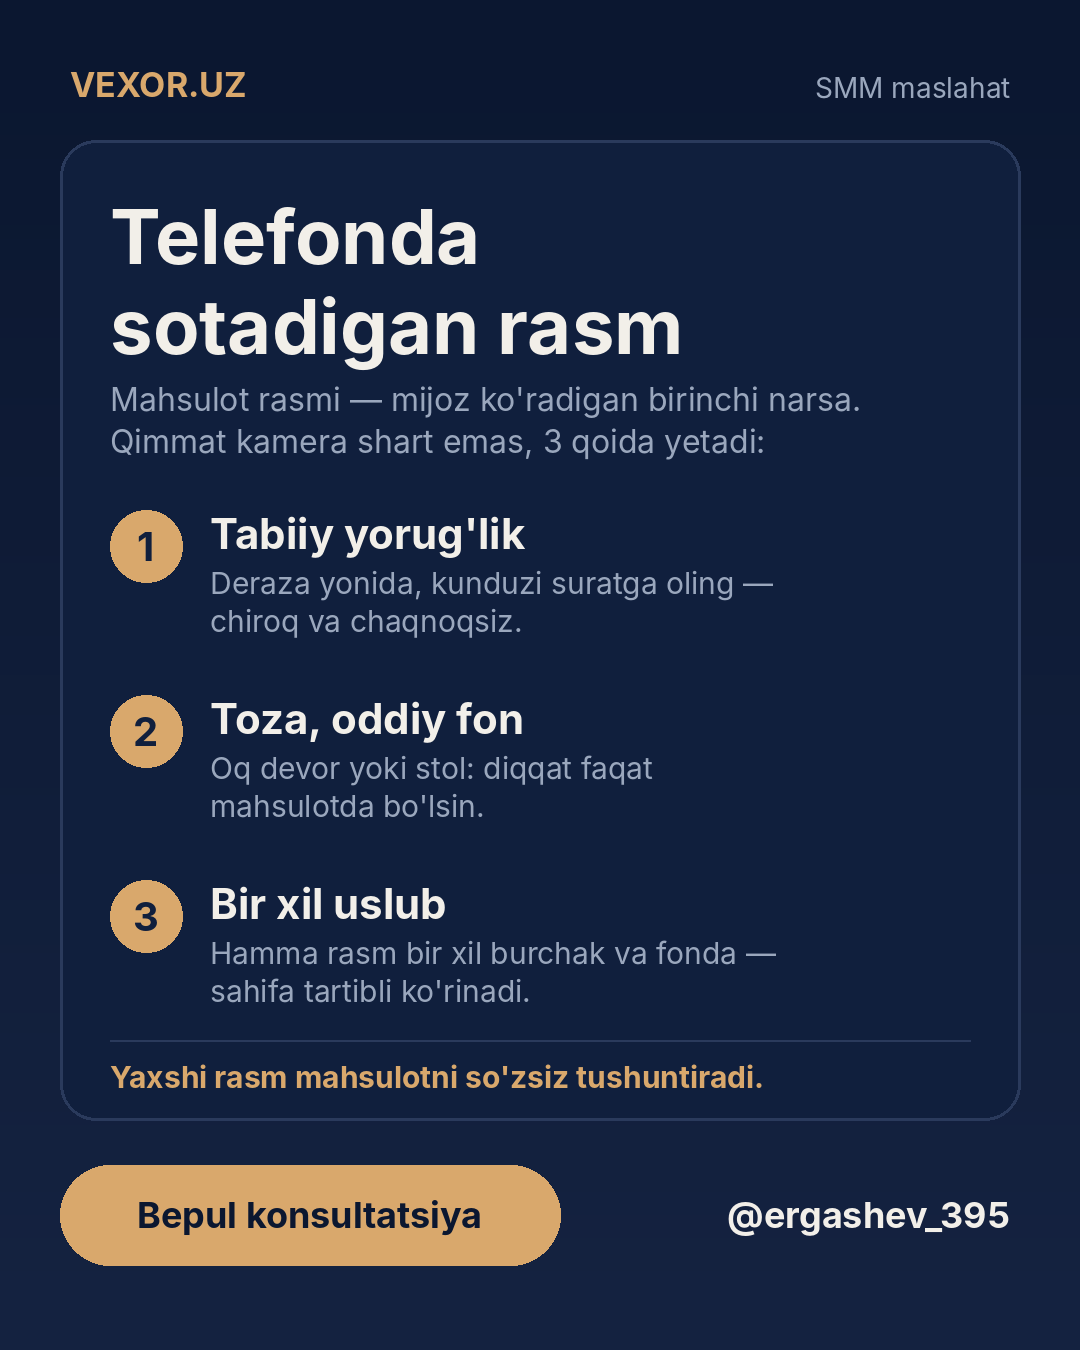 VEXOR.UZ
SMM maslahat
Telefonda
sotadigan rasm
Mahsulot rasmi — mijoz ko'radigan birinchi narsa.
Qimmat kamera shart emas, 3 qoida yetadi:
1
Tabiiy yorug'lik
Deraza yonida, kunduzi suratga oling —
chiroq va chaqnoqsiz.
2
Toza, oddiy fon
Oq devor yoki stol: diqqat faqat
mahsulotda bo'lsin.
3
Bir xil uslub
Hamma rasm bir xil burchak va fonda —
sahifa tartibli ko'rinadi.
Yaxshi rasm mahsulotni so'zsiz tushuntiradi.
Bepul konsultatsiya
@ergashev_395